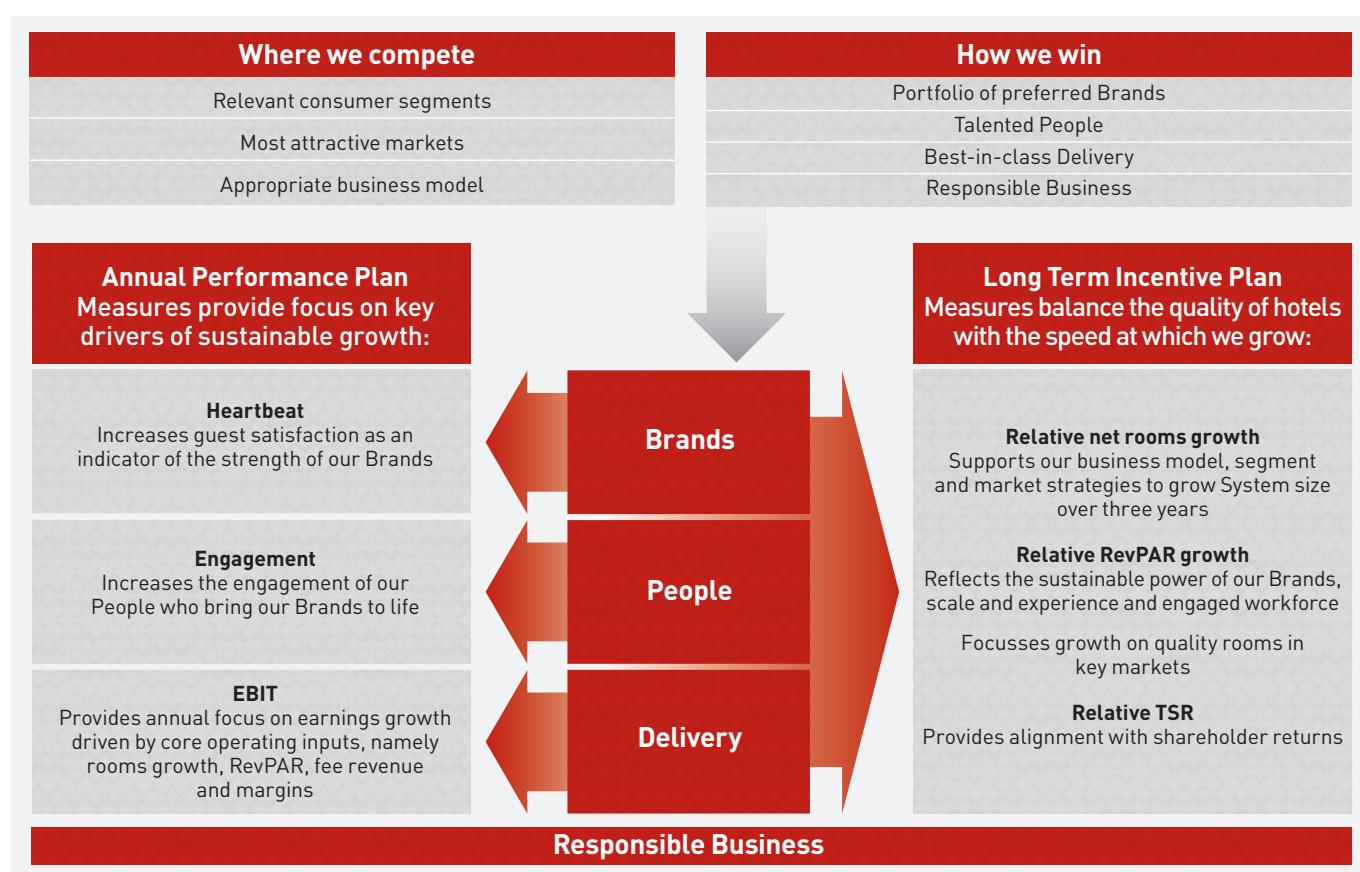 Where we compete
Relevant consumer segments
Most attractive markets
Appropriate business model
How we win
Portfolio of preferred Brands
Talented People
Best-in-class Delivery
Responsible Business
Annual Performance Plan
Measures provide focus on key
drivers of sustainable growth:
Heartbeat
Increases guest satisfaction as an
indicator of the strength of our Brands
Engagement
Increases the engagement of our
People who bring our Brands to life
EBIT
Provides annual focus on earnings growth
driven by core operating inputs, namely
rooms growth, RevPAR, fee revenue
and margins
Brands
People
Delivery
Long Term Incentive Plan
Measures balance the quality of hotels
with the speed at which we grow:
Relative net rooms growth
Supports our business model, segment
and market strategies to grow System size
over three years
Relative RevPAR growth
Reflects the sustainable power of our Brands,
scale and experience and engaged workforce
Focusses growth on quality rooms in
key markets
Relative TSR
Provides alignment with shareholder returns
Responsible Business